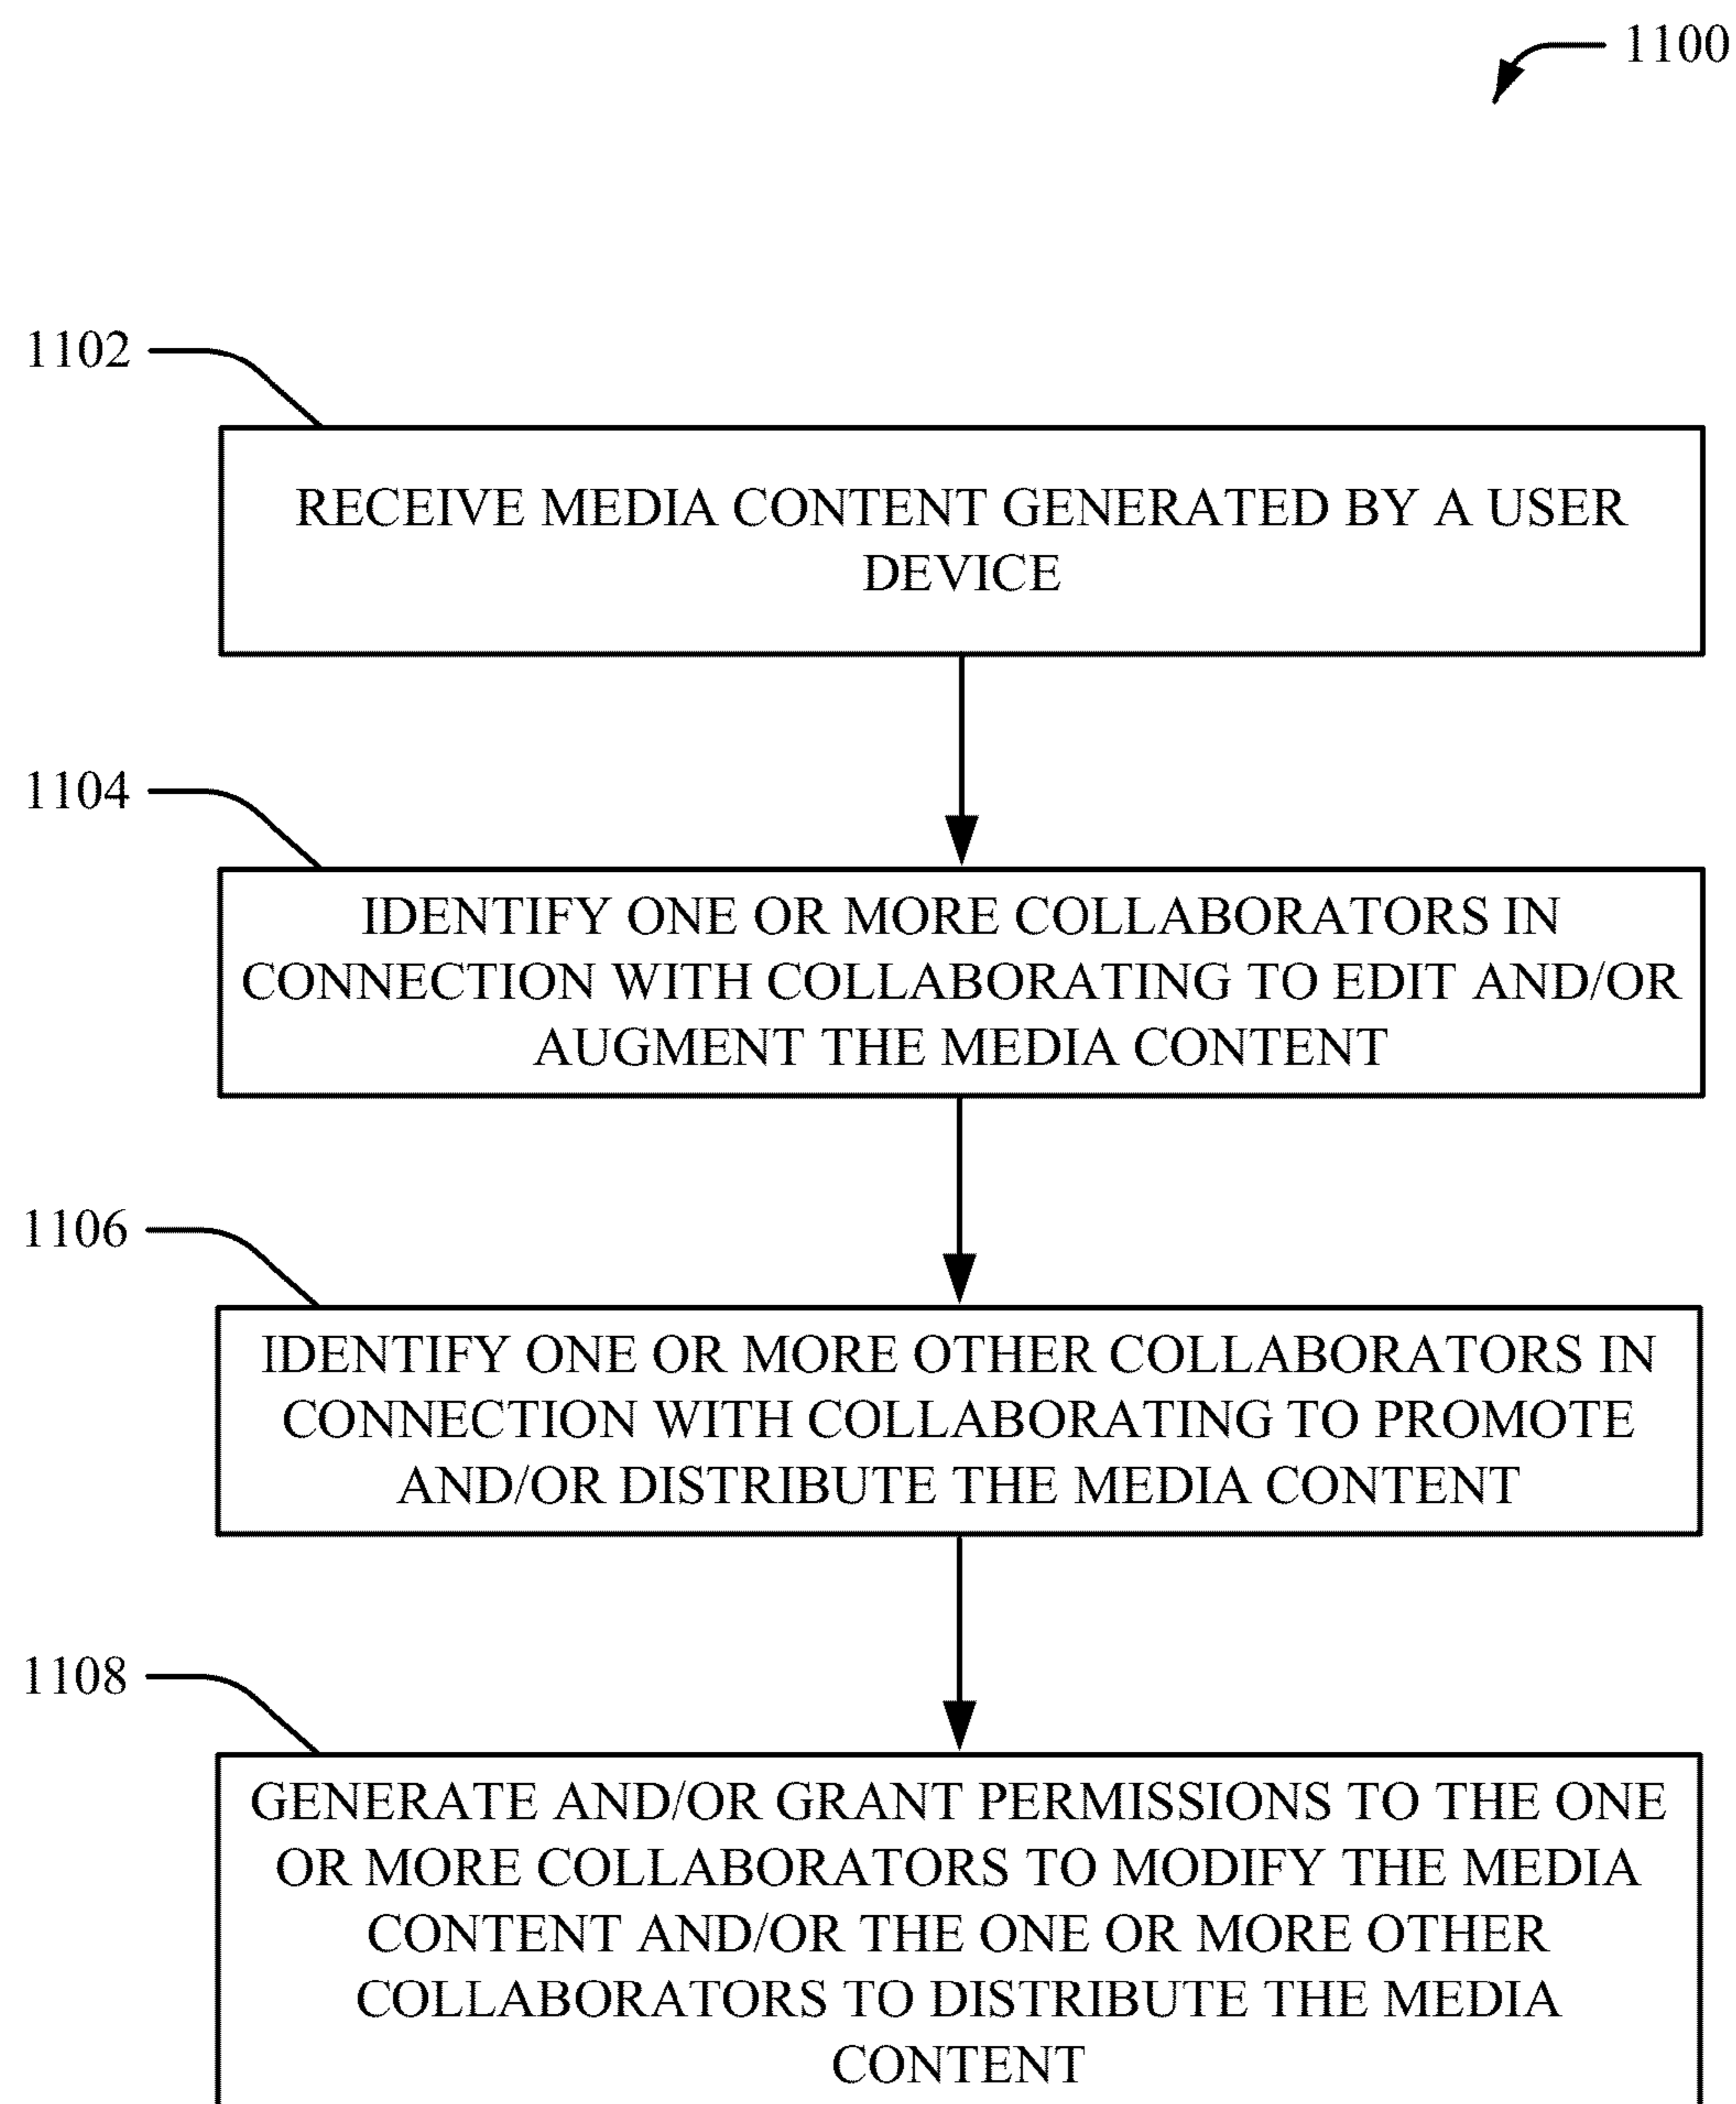 1100
1102
RECEIVE MEDIA CONTENT GENERATED BY A USER
DEVICE
1104
IDENTIFY ONE OR MORE COLLABORATORS IN
CONNECTION WITH COLLABORATING TO EDIT AND/OR
AUGMENT THE MEDIA CONTENT
1106
IDENTIFY ONE OR MORE OTHER COLLABORATORS IN
CONNECTION WITH COLLABORATING TO PROMOTE
AND/OR DISTRIBUTE THE MEDIA CONTENT
1108
GENERATE AND/OR GRANT PERMISSIONS TO THE ONE
OR MORE COLLABORATORS TO MODIFY THE MEDIA
CONTENT AND/OR THE ONE OR MORE OTHER
COLLABORATORS TO DISTRIBUTE THE MEDIA
CONTENT